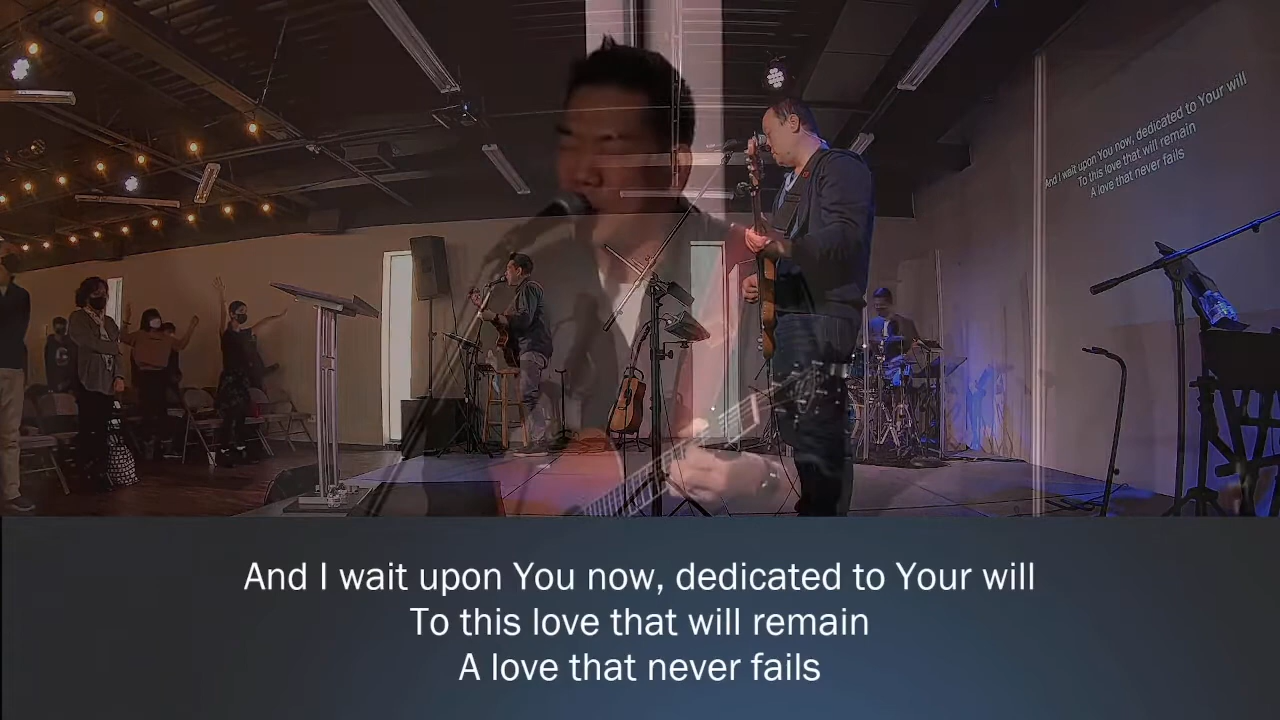 And I wait upon You now, dedicated to Your will
To this love that will remain
A love that never fails
And I wait upon You now, dedicated to Your will
To this love that will remain
A love that never fails